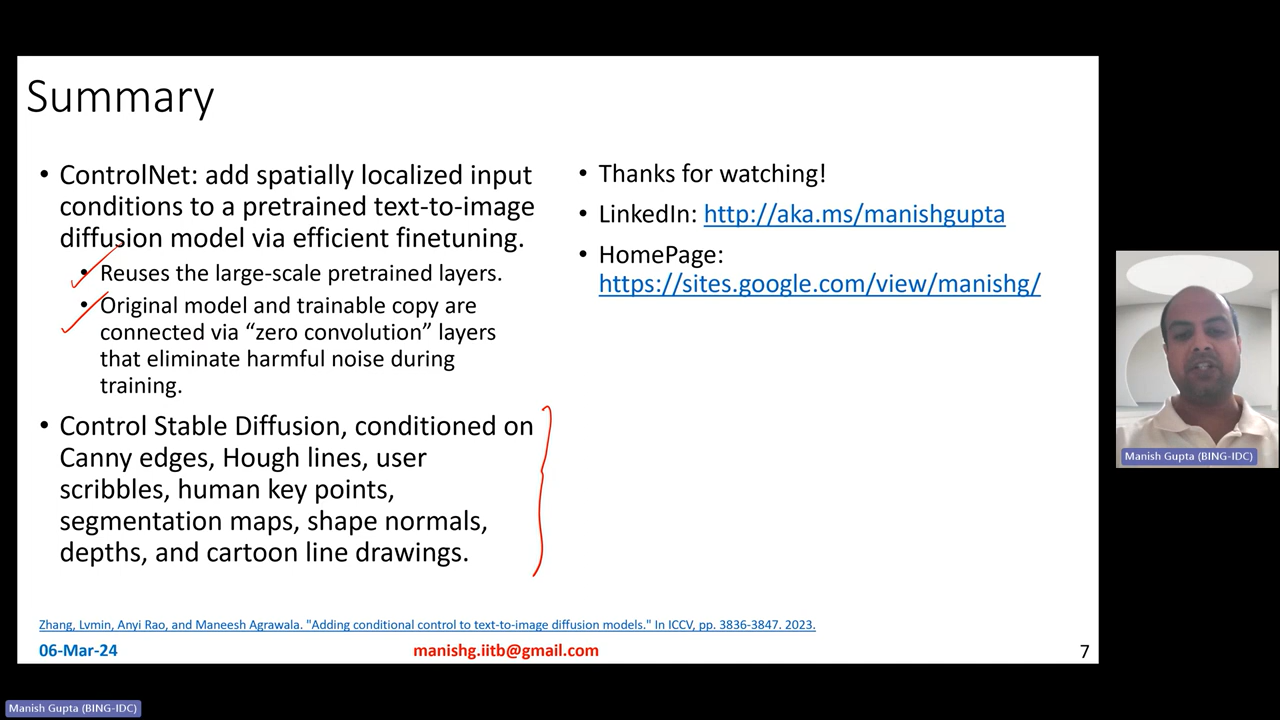 Summary
• ControlNet: add spatially localized input
conditions to a pretrained text-to-image
diffusion model via efficient finetuning.
• Reuses the large-scale pretrained layers.
• Original model and trainable copy are
connected via “zero convolution” layers
that eliminate harmful noise during
training.
• Control Stable Diffusion, conditioned on
Canny edges, Hough lines, user
scribbles, human key points,
segmentation maps, shape normals,
depths, and cartoon line drawings.
• Thanks for watching!
• LinkedIn: http://aka.ms/manishgupta
• HomePage:
https://sites.google.com/view/manishg/
Zhang, Lvmin, Anyi Rao, and Maneesh Agrawala. "Adding conditional control to text-to-image diffusion models." In ICCV, pp. 3836-3847. 2023.
06-Mar-24
manishg.iitb@gmail.com
7
Manish Gupta (BING-IDC)
Manish Gupta (BING-IDC)